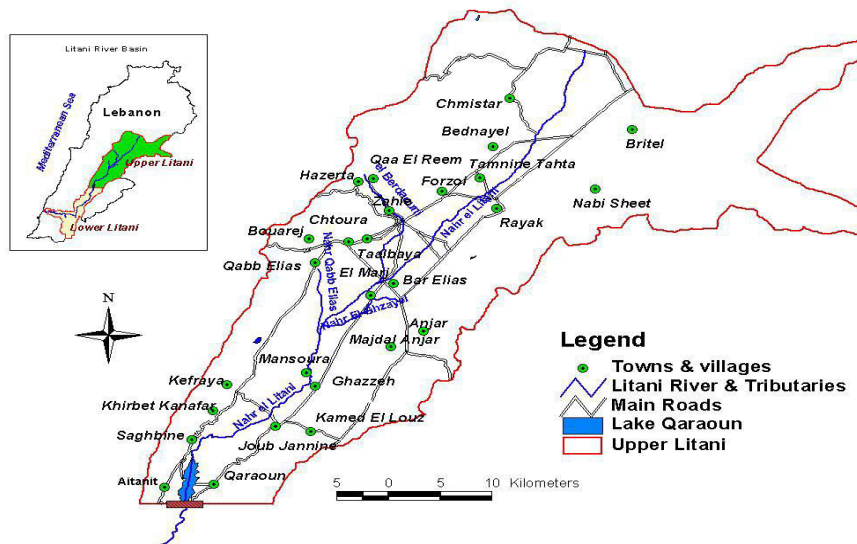 Litani River Basin
Mediterranean Sea
Lebanon
Upper Litani
Lower Litani
N
Chmistar
Bednayel
Britel
Qaa El Reem
Tamnine Tahta
Hazerta
Forzol
Nabi Sheet
Zahle
Nahr el Litani
Rayak
Chtoura
Bouarej
Taalbaya
Qabb Elias
Nahr Qabb Elias
El Marj
Bar Elias
Anjar
Majdal Anjar
Mansoura
Kefraya
Ghazzeh
Khirbet Kanafar
Nahr el Litani
Kamed El Louz
Saghbine
Joub Jannine
Aitanit
Qaraoun
Legend
Towns & villages
Litani River & Tributaries
Main Roads
Lake Qaraoun
Upper Litani
5 0 5 10 Kilometers